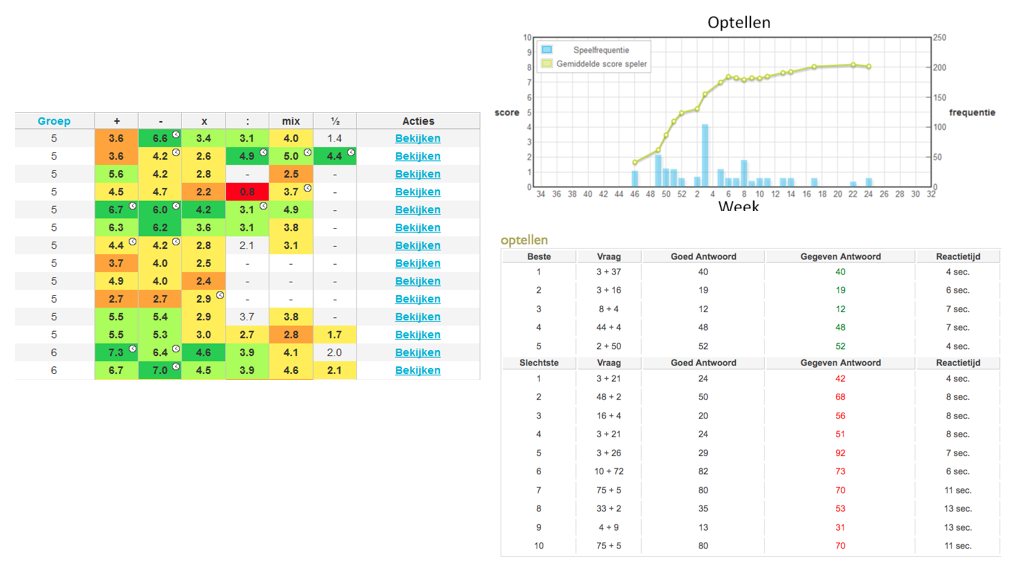 Groep + - x : mix ½ Acties
5 3.6 6.6 3.4 3.1 4.0 1.4 Bekijken
5 3.6 4.2 2.6 4.9 5.0 4.4 Bekijken
5 5.6 4.2 2.8 - 2.5 - Bekijken
5 4.5 4.7 2.2 0.8 3.7 - Bekijken
5 6.7 6.0 4.2 3.1 4.9 - Bekijken
5 6.3 6.2 3.6 3.1 3.8 - Bekijken
5 4.4 4.2 2.8 2.1 3.1 - Bekijken
5 3.7 4.0 2.5 - - - Bekijken
5 4.9 4.0 2.4 - - - Bekijken
5 2.7 2.7 2.9 - - - Bekijken
5 5.5 5.4 2.9 3.7 3.8 - Bekijken
5 5.5 5.3 3.0 2.7 2.8 1.7 Bekijken
6 7.3 6.4 4.6 3.9 4.1 2.0 Bekijken
6 6.7 7.0 4.5 3.9 4.6 2.1 Bekijken
Optellen
Speelfrequentie
Gemiddelde score speler
10 250
9
8 200
7
6 150
5
score frequentie
4 100
3
2 50
1
0 0
34 36 38 40 42 44 46 48 50 52 2 4 6 8 10 12 14 16 18 20 22 24 26 28 30 32
Week
optellen
Beste Vraag Goed Antwoord Gegeven Antwoord Reactietijd
1 3 + 37 40 40 4 sec.
2 3 + 16 19 19 6 sec.
3 8 + 4 12 12 7 sec.
4 44 + 4 48 48 7 sec.
5 2 + 50 52 52 4 sec.
Slechtste Vraag Goed Antwoord Gegeven Antwoord Reactietijd
1 3 + 21 24 42 4 sec.
2 48 + 2 50 68 8 sec.
3 16 + 4 20 56 8 sec.
4 3 + 21 24 51 8 sec.
5 3 + 26 29 92 7 sec.
6 10 + 72 82 73 6 sec.
7 75 + 5 80 70 11 sec.
8 33 + 2 35 53 13 sec.
9 4 + 9 13 31 13 sec.
10 75 + 5 80 70 11 sec.